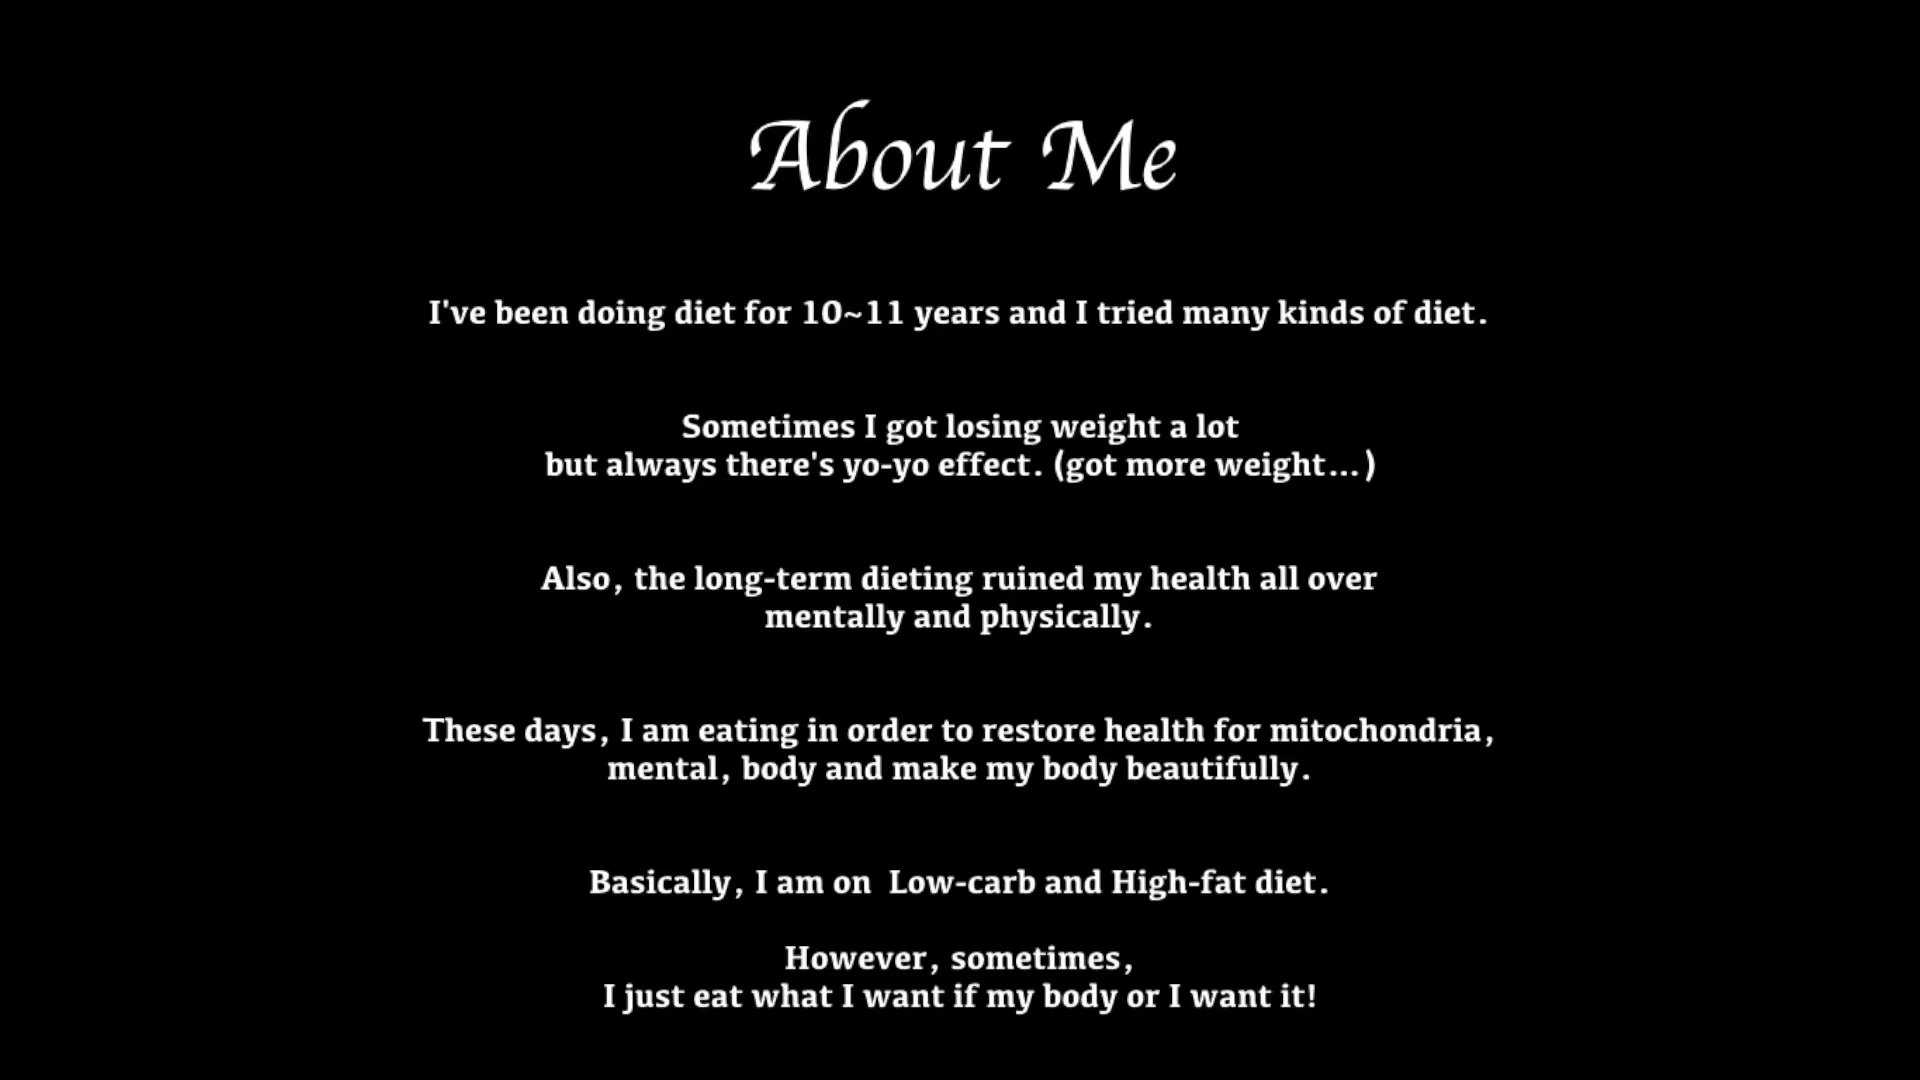 About Me
I've been doing diet for 10~11 years and I tried many kinds of diet.
Sometimes I got losing weight a lot
but always there's yo-yo effect. (got more weight...)
Also, the long-term dieting ruined my health all over
mentally and physically.
These days, I am eating in order to restore health for mitochondria,
mental, body and make my body beautifully.
Basically, I am on  Low-carb and High-fat diet.
However, sometimes,
I just eat what I want if my body or I want it!